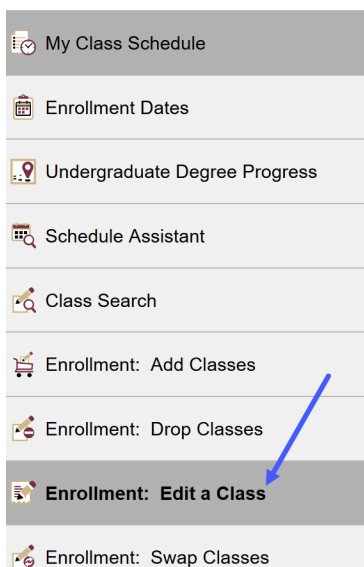 My Class Schedule
Enrollment Dates
Undergraduate Degree Progress
Schedule Assistant
Class Search
Enrollment: Add Classes
Enrollment: Drop Classes
Enrollment: Edit a Class
Enrollment: Swap Classes